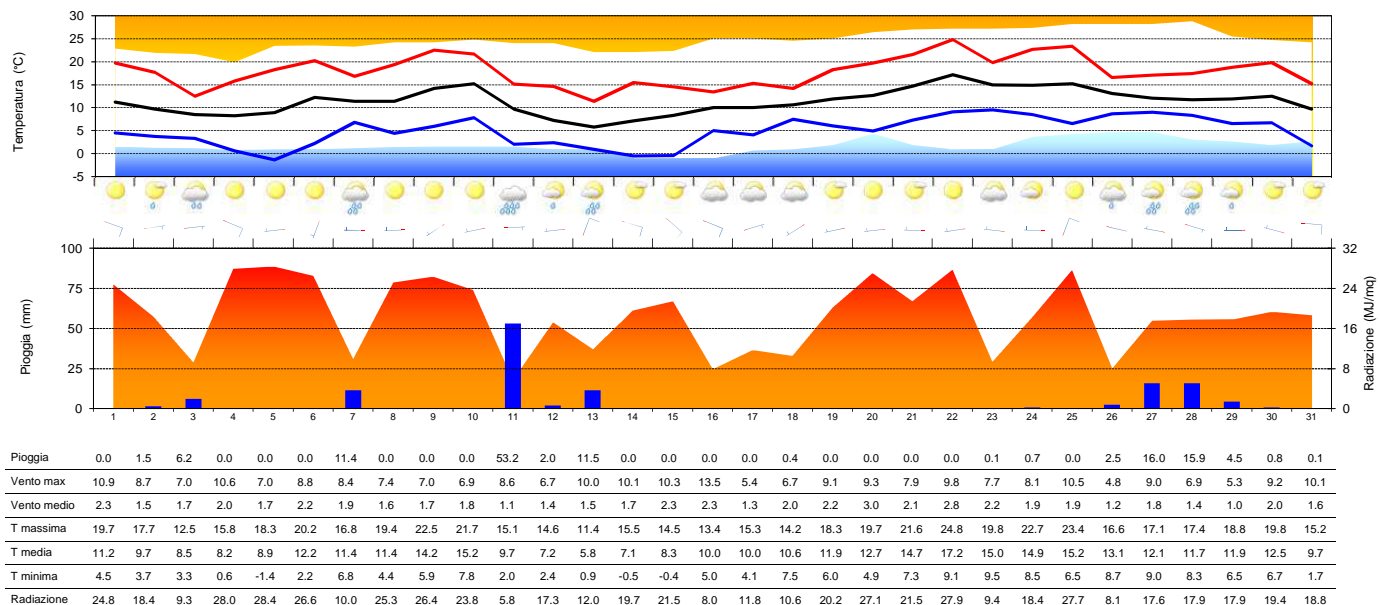 30
25
20
15
10
5
0
-5
Temperatura (°C)
100
75
50
25
0
Pioggia (mm)
32
24
16
8
0
Radiazione (MJ/mq)
1 2 3 4 5 6 7 8 9 10 11 12 13 14 15 16 17 18 19 20 21 22 23 24 25 26 27 28 29 30 31
Pioggia 0.0 1.5 6.2 0.0 0.0 0.0 11.4 0.0 0.0 0.0 53.2 2.0 11.5 0.0 0.0 0.0 0.0 0.4 0.0 0.0 0.0 0.0 0.1 0.7 0.0 2.5 16.0 15.9 4.5 0.8 0.1
Vento max 10.9 8.7 7.0 10.6 7.0 8.8 8.4 7.4 7.0 6.9 8.6 6.7 10.0 10.1 10.3 13.5 5.4 6.7 9.1 9.3 7.9 9.8 7.7 8.1 10.5 4.8 9.0 6.9 5.3 9.2 10.1
Vento medio 2.3 1.5 1.7 2.0 1.7 2.2 1.9 1.6 1.7 1.8 1.1 1.4 1.5 1.7 2.3 2.3 1.3 2.0 2.2 3.0 2.1 2.8 2.2 1.9 1.9 1.2 1.8 1.4 1.0 2.0 1.6
T massima 19.7 17.7 12.5 15.8 18.3 20.2 16.8 19.4 22.5 21.7 15.1 14.6 11.4 15.5 14.5 13.4 15.3 14.2 18.3 19.7 21.6 24.8 19.8 22.7 23.4 16.6 17.1 17.4 18.8 19.8 15.2
T media 11.2 9.7 8.5 8.2 8.9 12.2 11.4 11.4 14.2 15.2 9.7 7.2 5.8 7.1 8.3 10.0 10.0 10.6 11.9 12.7 14.7 17.2 15.0 14.9 15.2 13.1 12.1 11.7 11.9 12.5 9.7
T minima 4.5 3.7 3.3 0.6 -1.4 2.2 6.8 4.4 5.9 7.8 2.0 2.4 0.9 -0.5 -0.4 5.0 4.1 7.5 6.0 4.9 7.3 9.1 9.5 8.5 6.5 8.7 9.0 8.3 6.5 6.7 1.7
Radiazione 24.8 18.4 9.3 28.0 28.4 26.6 10.0 25.3 26.4 23.8 5.8 17.3 12.0 19.7 21.5 8.0 11.8 10.6 20.2 27.1 21.5 27.9 9.4 18.4 27.7 8.1 17.6 17.9 17.9 19.4 18.8